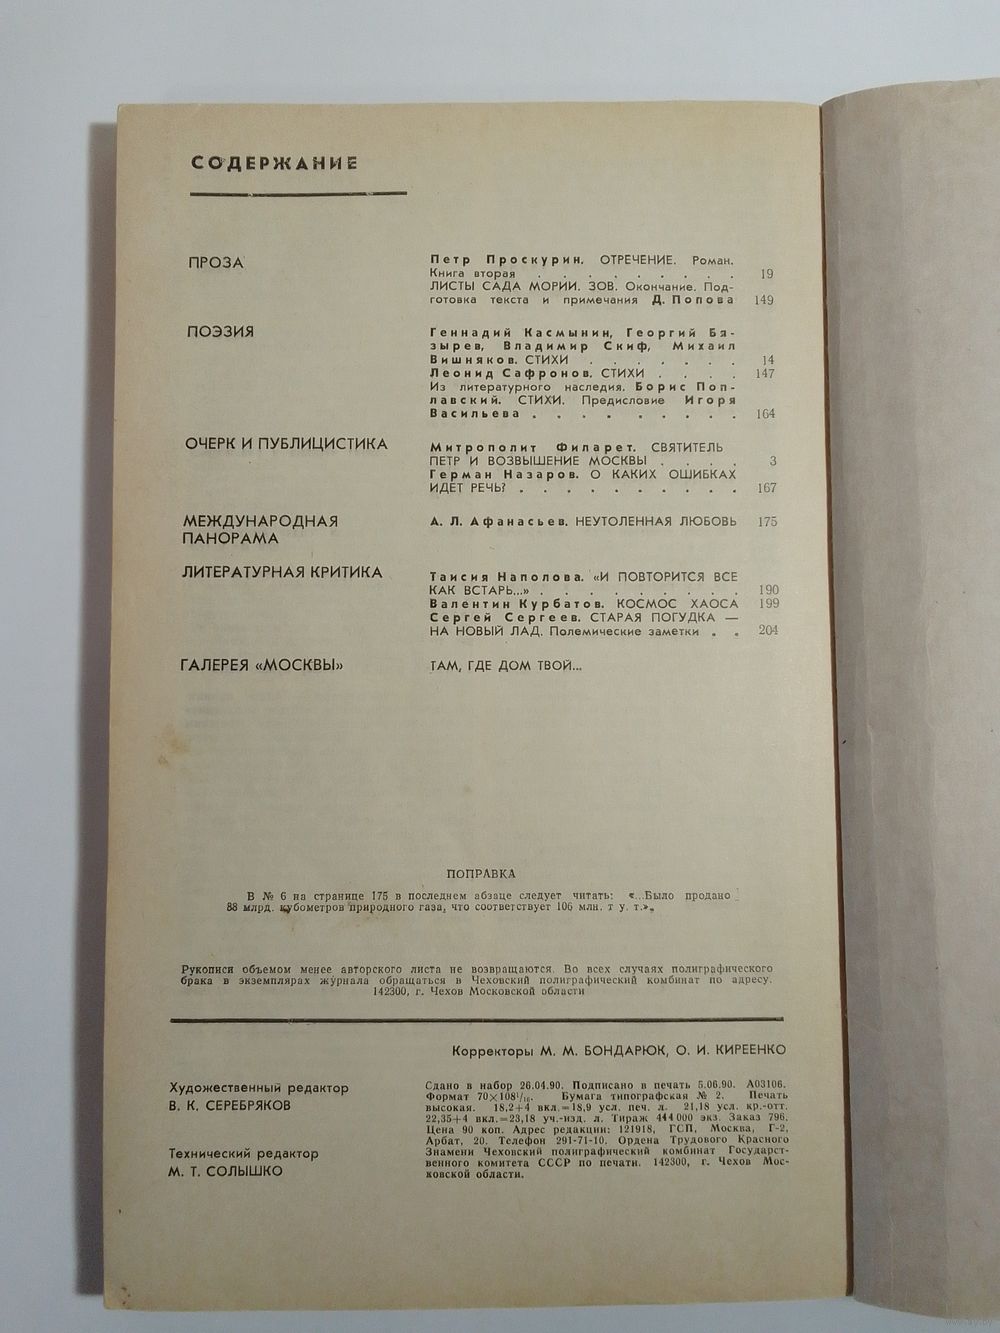 СОДЕРЖАНИЕ
ПРОЗА
Петр Проскурин. ОТРЕЧЕНИЕ. Роман.
Книга вторая . . . . . . . . . 19
ЛИСТЫ САДА МОРИИ. ЗОВ. Окончание. Под-
готовка текста и примечания Д. Попова 149
ПОЭЗИЯ
Геннадий Касмынин, Георгий Вя-
зырев, Владимир Скиф, Михаил
Вишняков. СТИХИ . . . . . . . 14
Леонид Сафронов. СТИХИ . . . . 147
Из литературного наследия. Борис Поп-
лавский. СТИХИ. Предисловие Игоря
Васильева . . . . . . . . . 164
ОЧЕРК И ПУБЛИЦИСТИКА
Митрополит Филарет. СВЯТИТЕЛЬ
ПЕТР И ВОЗВЫШЕНИЕ МОСКВЫ . . . . 3
Герман Назаров. О КАКИХ ОШИБКАХ
ИДЕТ РЕЧЬ? . . . . . . . . . . 167
МЕЖДУНАРОДНАЯ
ПАНОРАМА
А. Л. Афанасьев. НЕУТОЛЕННАЯ ЛЮБОВЬ 175
ЛИТЕРАТУРНАЯ КРИТИКА
Таисия Наполова. «И ПОВТОРИТСЯ ВСЕ
КАК ВСТАРЬ...» . . . . . . . . . 190
Валентин Курбатов. КОСМОС ХАОСА 199
Сергей Сергеев. СТАРАЯ ПОГУДКА —
НА НОВЫЙ ЛАД. Полемические заметки . . 204
ГАЛЕРЕЯ «МОСКВЫ»
ТАМ, ГДЕ ДОМ ТВОЙ...
ПОПРАВКА
В № 6 на странице 175 в последнем абзаце следует читать: «...Было продано
88 млрд. кубометров природного газа, что соответствует 106 млн. т у. т.».
Рукописи объемом менее авторского листа не возвращаются. Во всех случаях полиграфического
брака в экземплярах журнала обращаться в Чеховский полиграфический комбинат по адресу:
142300, г. Чехов Московской области
Корректоры М. М. БОНДАРЮК, О. И. КИРЕЕНКО
Художественный редактор
В. К. СЕРЕБРЯКОВ
Технический редактор
М. Т. СОЛЫШКО
Сдано в набор 26.04.90. Подписано в печать 5.06.90. А03106.
Формат 70×108¹/₁₆. Бумага типографская № 2. Печать
высокая. 18,2+4 вкл.=18,9 усл. печ. л. 21,18 усл. кр.-отт.
22,35+4 вкл.=23,18 уч.-изд. л. Тираж 444 000 экз. Заказ 796.
Цена 90 коп. Адрес редакции: 121918, ГСП, Москва, Г-2,
Арбат, 20. Телефон 291-71-10. Ордена Трудового Красного
Знамени Чеховский полиграфический комбинат Государст-
венного комитета СССР по печати. 142300, г. Чехов Мос-
ковской области.